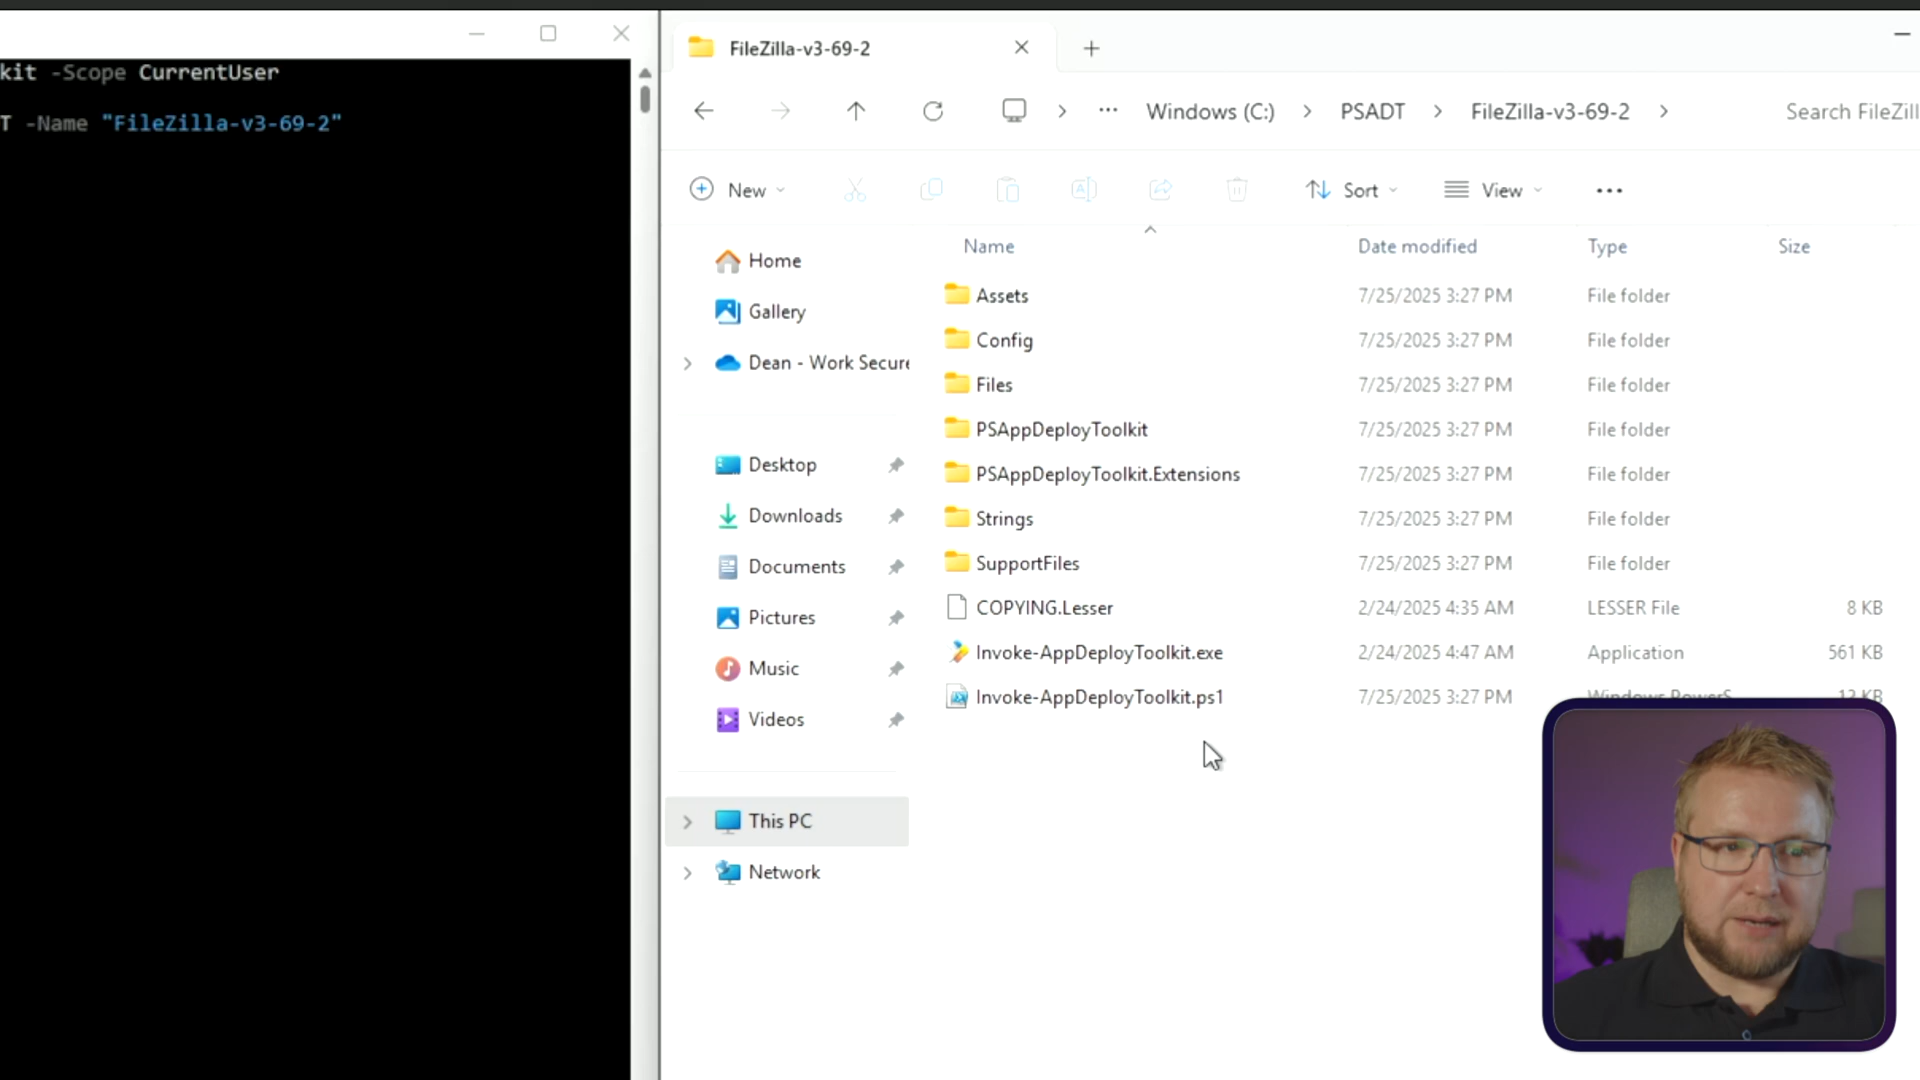 kit -Scope CurrentUser
T -Name "FileZilla-v3-69-2"
FileZilla-v3-69-2
Windows (C:) PSADT FileZilla-v3-69-2 Search FileZill
New Sort View
Name Date modified Type Size
Home
Gallery
Dean - Work Secure
Desktop
Downloads
Documents
Pictures
Music
Videos
This PC
Network
Assets 7/25/2025 3:27 PM File folder
Config 7/25/2025 3:27 PM File folder
Files 7/25/2025 3:27 PM File folder
PSAppDeployToolkit 7/25/2025 3:27 PM File folder
PSAppDeployToolkit.Extensions 7/25/2025 3:27 PM File folder
Strings 7/25/2025 3:27 PM File folder
SupportFiles 7/25/2025 3:27 PM File folder
COPYING.Lesser 2/24/2025 4:35 AM LESSER File 8 KB
Invoke-AppDeployToolkit.exe 2/24/2025 4:47 AM Application 561 KB
Invoke-AppDeployToolkit.ps1 7/25/2025 3:27 PM Windows PowerS... 13 KB